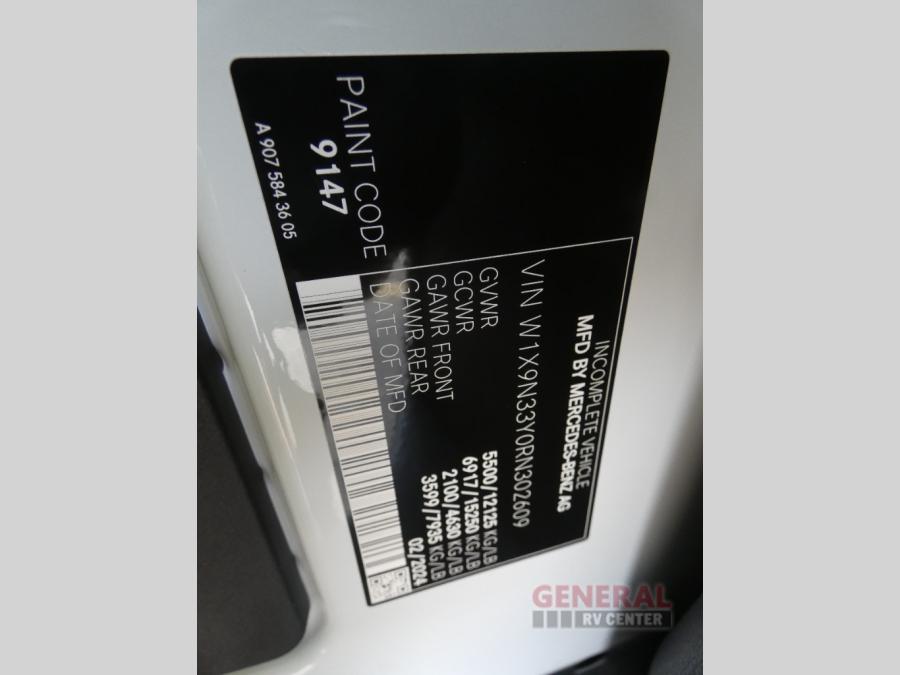 INCOMPLETE VEHICLE
MFD BY MERCEDES-BENZ AG
VIN W1X9N33Y0RN302609
GVWR 5500/12125 KG/LB
GCWR 6917/15250 KG/LB
GAWR FRONT 2100/4630 KG/LB
GAWR REAR 3599/7935 KG/LB
DATE OF MFD 02/2024
PAINT CODE
9147
A 907 584 36 05
GENERAL
RV CENTER